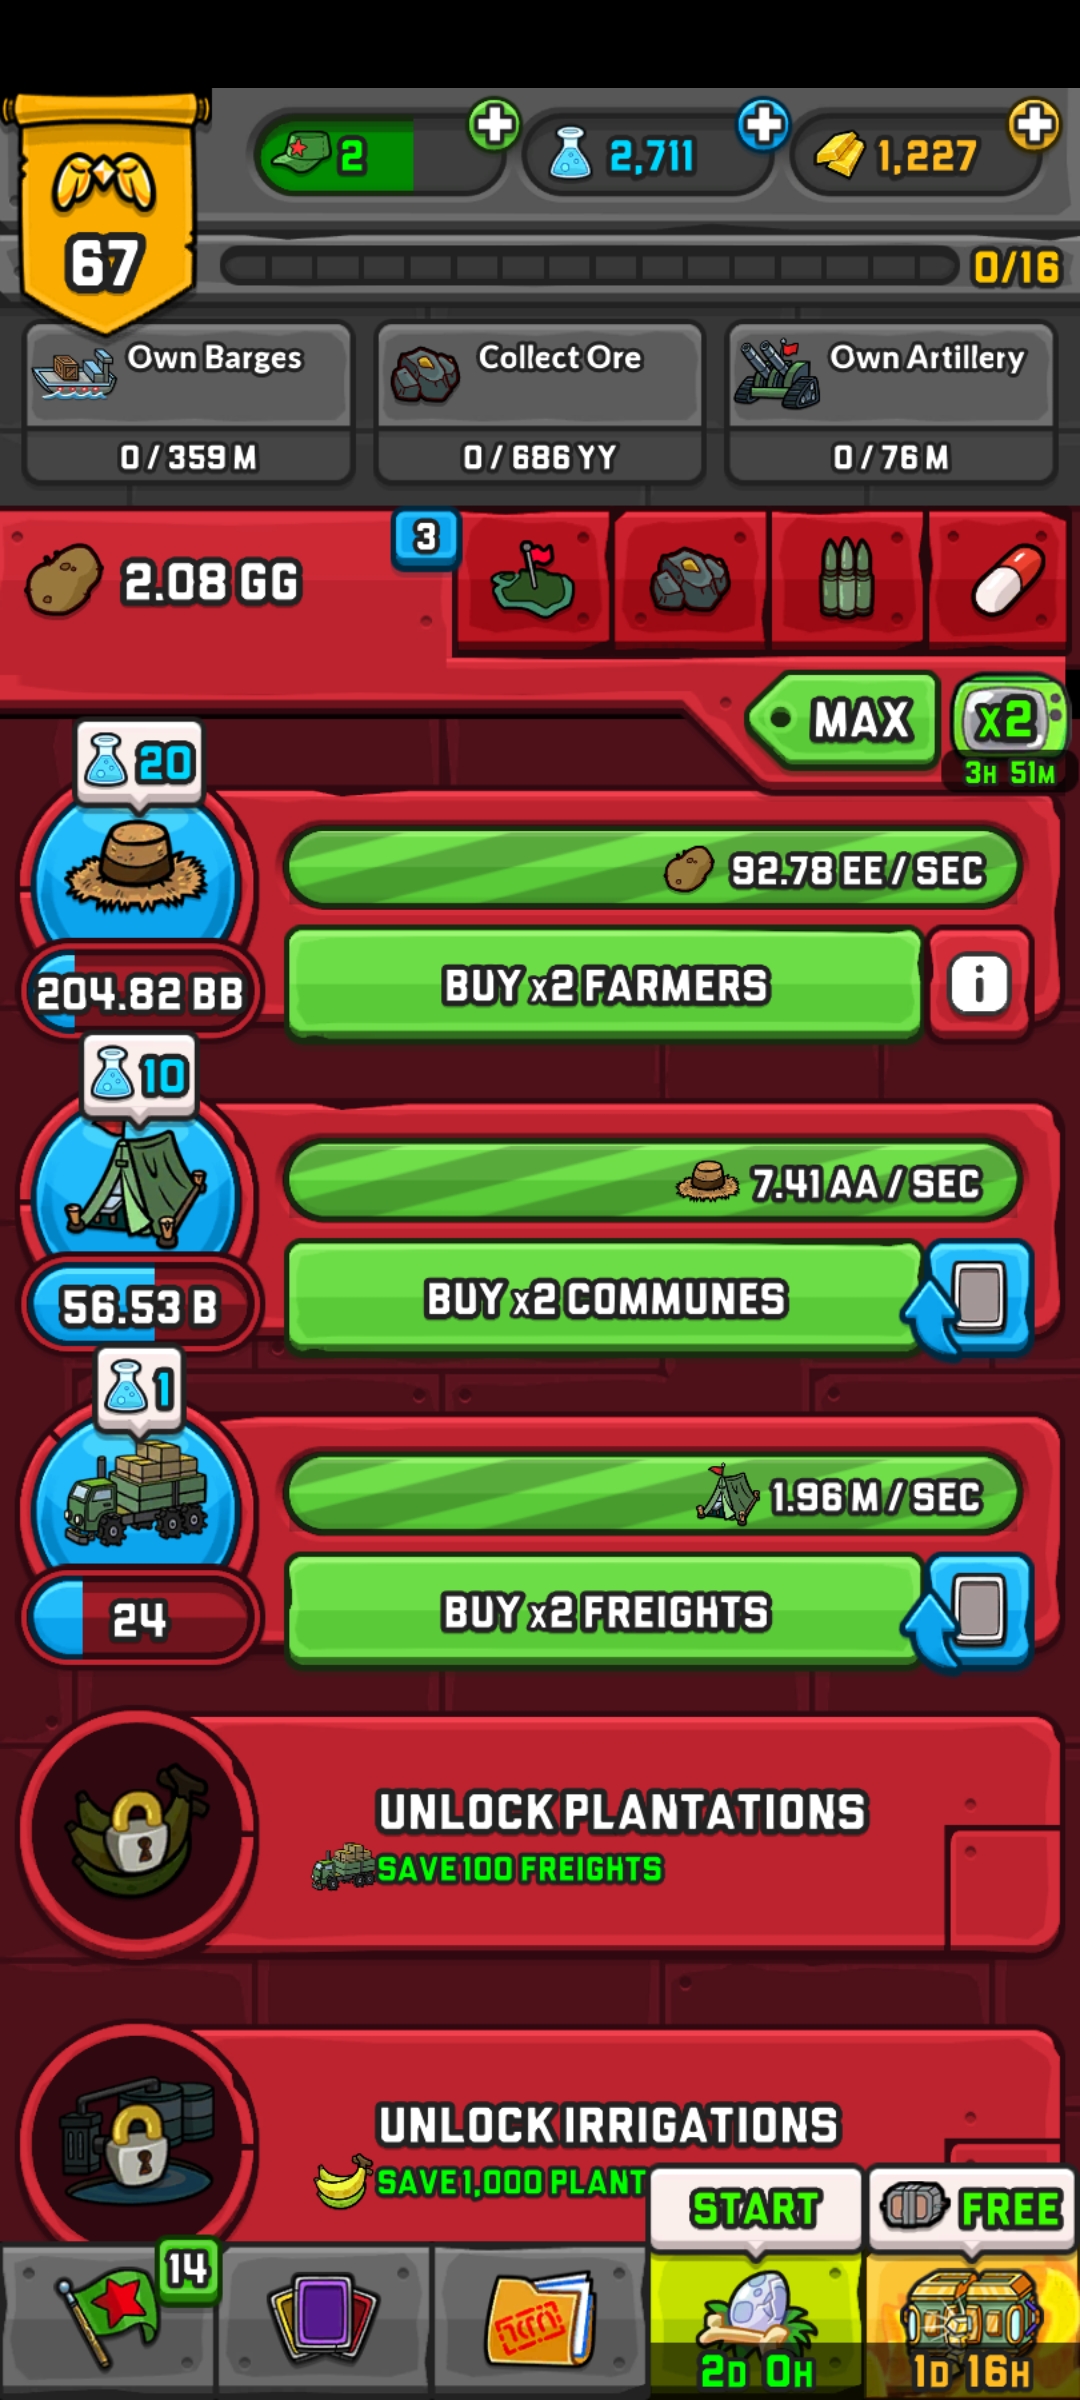 2
2,711
1,227
67
0/16
Own Barges
0 / 359 M
Collect Ore
0 / 686 YY
Own Artillery
0 / 76 M
2.08 GG
3
MAX
x2
3H 51M
20
92.78 EE / SEC
204.82 BB
BUY x2 FARMERS
i
10
7.41 AA / SEC
56.53 B
BUY x2 COMMUNES
1
1.96 M / SEC
24
BUY x2 FREIGHTS
UNLOCK PLANTATIONS
SAVE 100 FREIGHTS
UNLOCK IRRIGATIONS
SAVE 1,000 PLANT
START
FREE
14
2D 0H
1D 16H